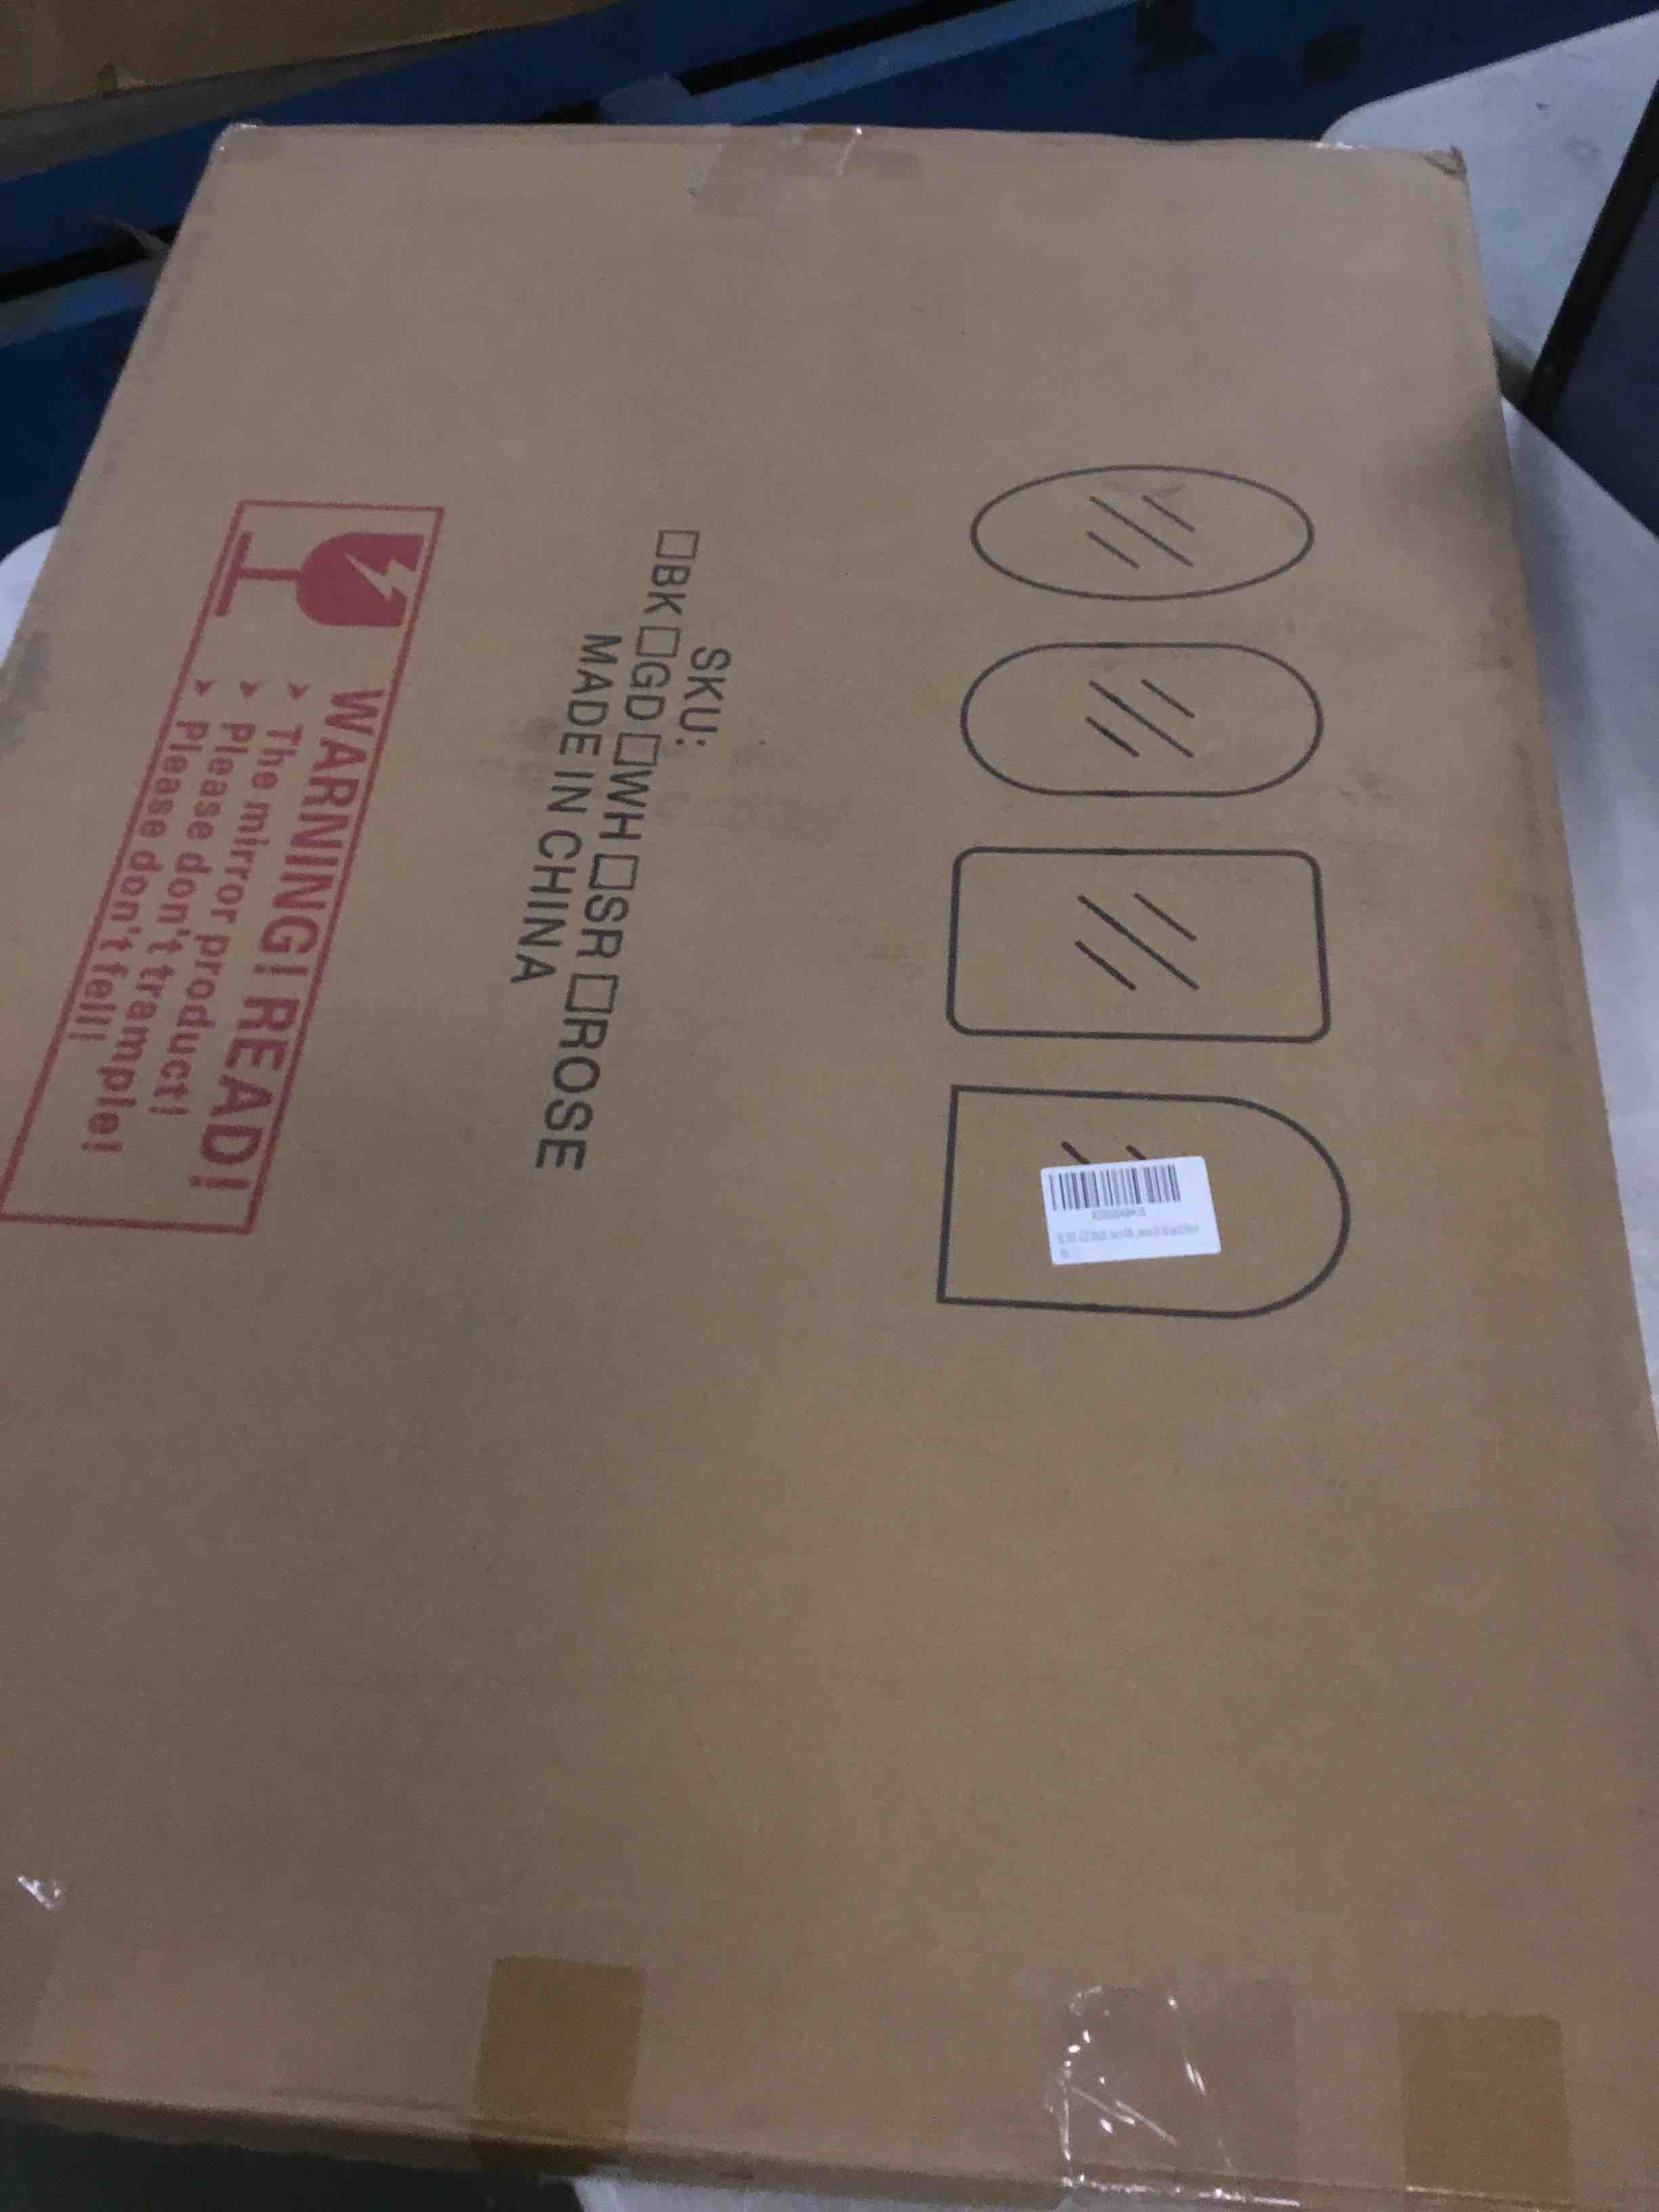 SKU:
□BK □GD □WH □SR □ROSE
MADE IN CHINA
WARNING! READ!
➤ The mirror product!
➤ Please don't trample!
➤ Please don't fell!!